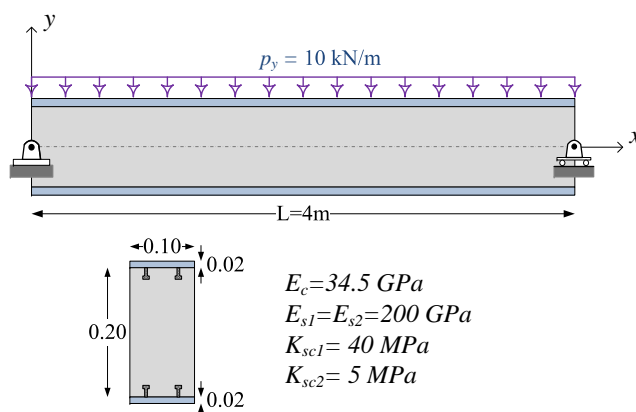 y
p_y = 10 kN/m
x
L=4m
0.10
0.02
0.20
0.02
E_c=34.5 GPa
E_s1=E_s2=200 GPa
K_sc1= 40 MPa
K_sc2= 5 MPa